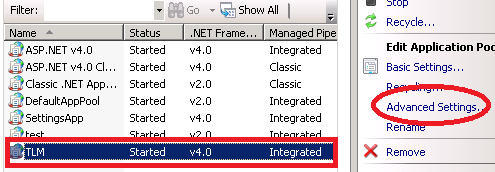 Filter:
Go
Show All
Name
Status
.NET Frame...
Managed Pipe
ASP.NET v4.0
Started
v4.0
Integrated
ASP.NET v4.0 Cl...
Started
v4.0
Classic
Classic .NET App...
Started
v2.0
Classic
DefaultAppPool
Started
v2.0
Integrated
SettingsApp
Started
v4.0
Integrated
test
Started
v2.0
Integrated
TLM
Started
v4.0
Integrated
Stop
Recycle...
Edit Application Poo
Basic Settings...
Recycling...
Advanced Settings...
Rename
Remove